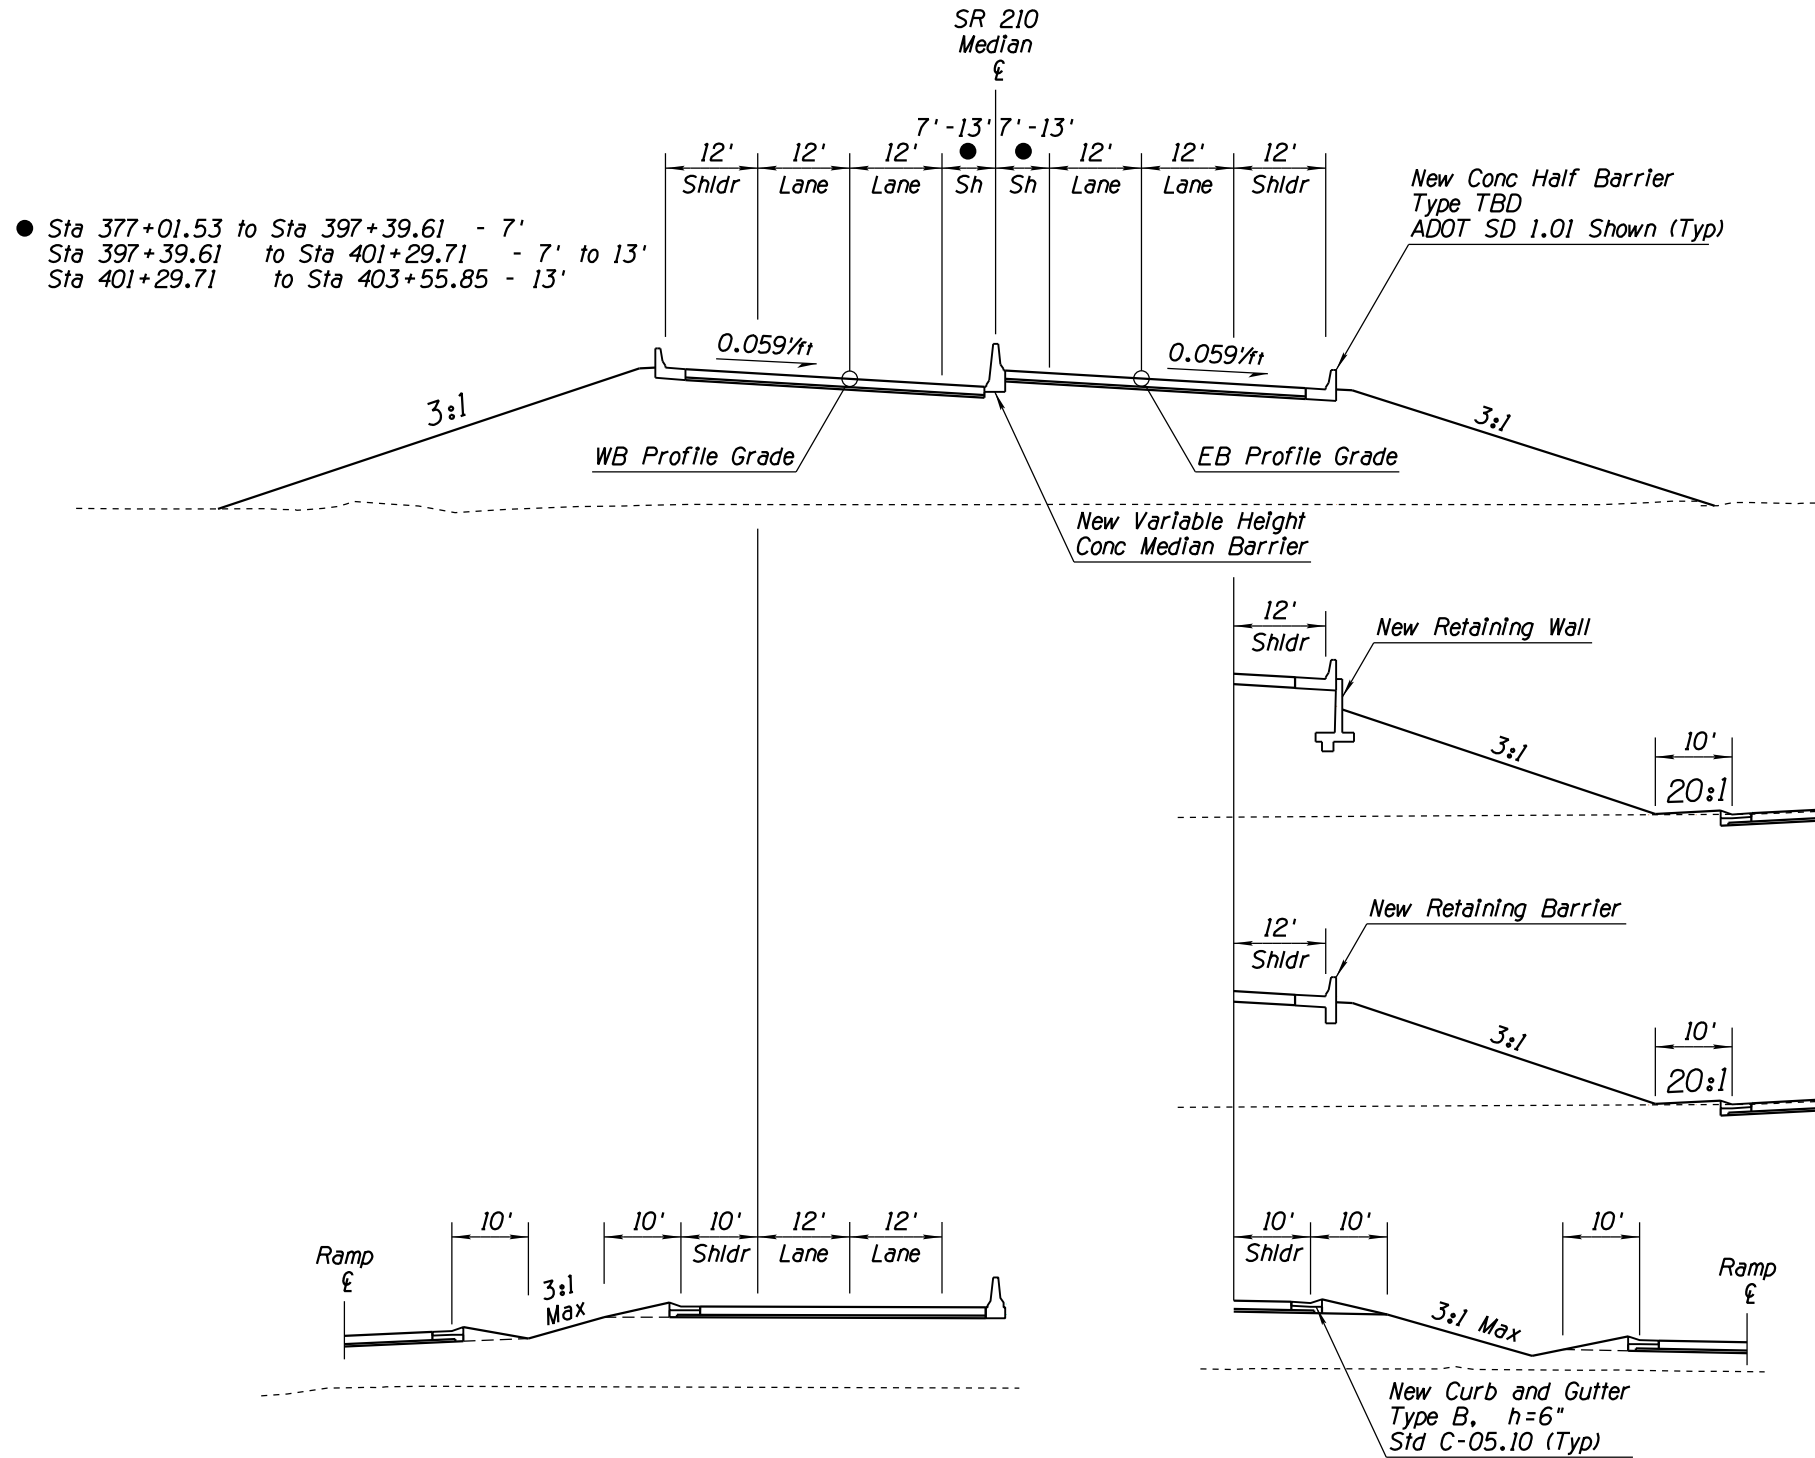 SR 210
Median
℄
7'-13' 7'-13'
● ●
12' 12' 12' 12' 12' 12'
Shldr Lane Lane Sh Sh Lane Lane Shldr
New Conc Half Barrier
Type TBD
ADOT SD 1.01 Shown (Typ)
● Sta 377+01.53 to Sta 397+39.61 - 7'
Sta 397+39.61 to Sta 401+29.71 - 7' to 13'
Sta 401+29.71 to Sta 403+55.85 - 13'
0.059'/ft 0.059'/ft
3:1 3:1
WB Profile Grade EB Profile Grade
New Variable Height
Conc Median Barrier
12'
Shldr
New Retaining Wall
3:1
10'
20:1
New Retaining Barrier
12'
Shldr
3:1
10'
20:1
10' 10' 10' 12' 12' 10' 10' 10'
Shldr Lane Lane Shldr
Ramp
℄
3:1
Max
Ramp
℄
3:1 Max
New Curb and Gutter
Type B, h=6"
Std C-05.10 (Typ)